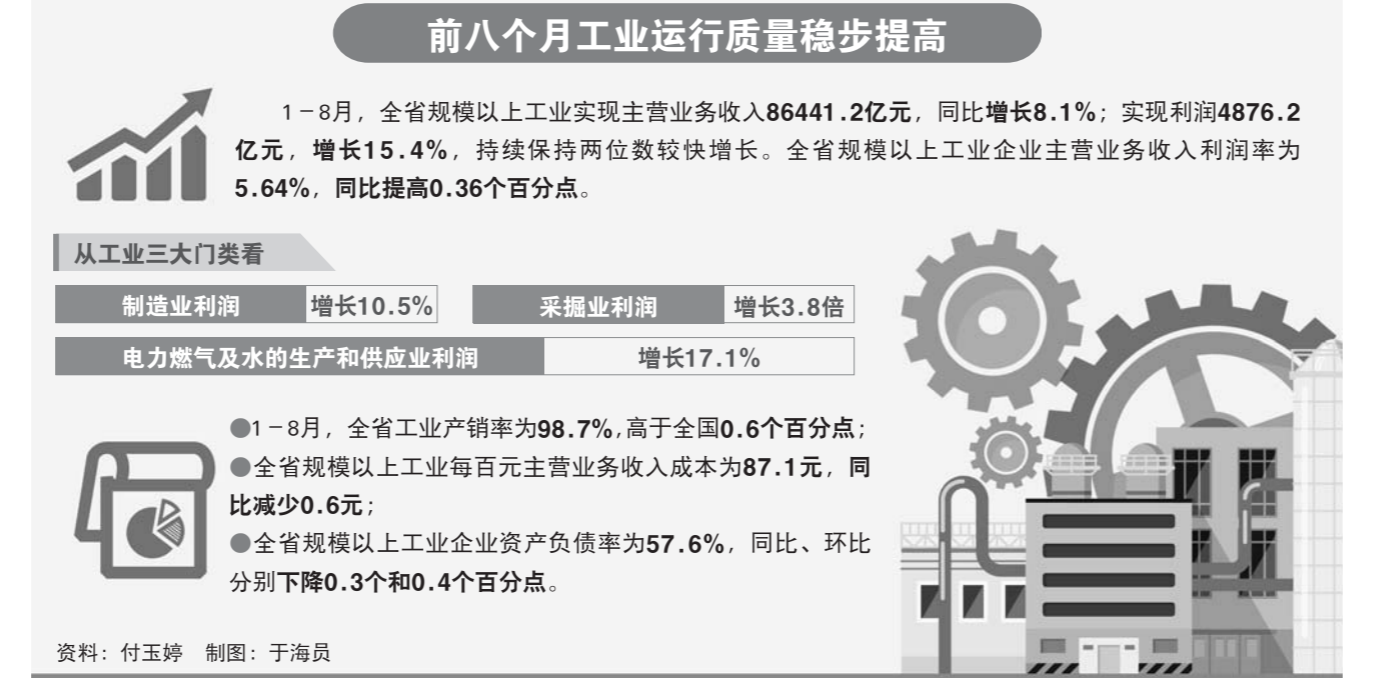 前八个月工业运行质量稳步提高
1－8月，全省规模以上工业实现主营业务收入86441.2亿元，同比增长8.1%；实现利润4876.2
亿元，增长15.4%，持续保持两位数较快增长。全省规模以上工业企业主营业务收入利润率为
5.64%，同比提高0.36个百分点。
从工业三大门类看
制造业利润 增长10.5%
采掘业利润 增长3.8倍
电力燃气及水的生产和供应业利润 增长17.1%
●1－8月，全省工业产销率为98.7%,高于全国0.6个百分点；
●全省规模以上工业每百元主营业务收入成本为87.1元，同
比减少0.6元；
●全省规模以上工业企业资产负债率为57.6%，同比、环比
分别下降0.3个和0.4个百分点。
资料：付玉婷 制图：于海员